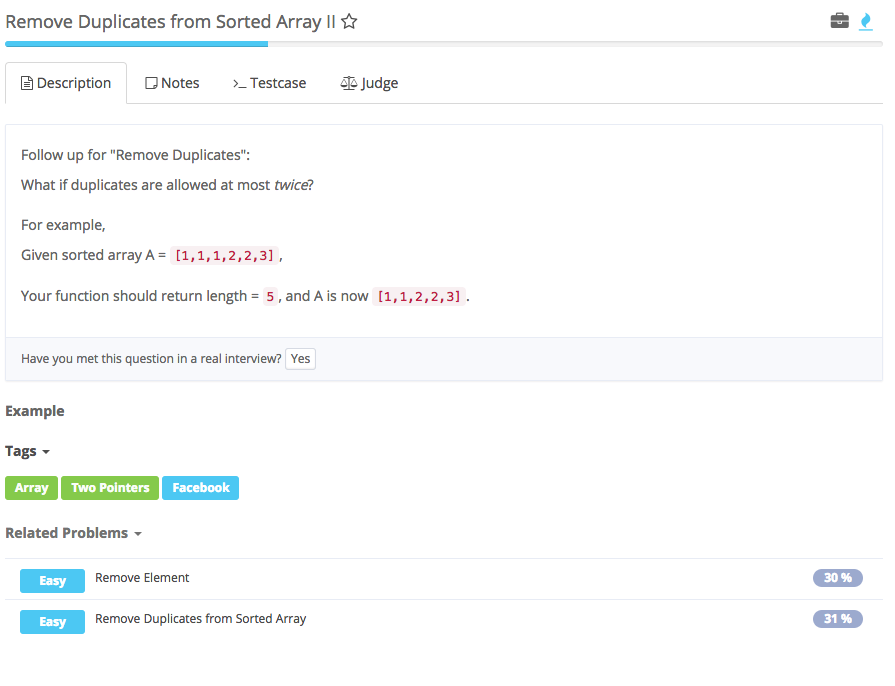 Remove Duplicates from Sorted Array II
Description
Notes
>_ Testcase
Judge
Follow up for "Remove Duplicates":
What if duplicates are allowed at most twice?
For example,
Given sorted array A = [1,1,1,2,2,3] ,
Your function should return length = 5 , and A is now [1,1,2,2,3] .
Have you met this question in a real interview? Yes
Example
Tags
Array Two Pointers Facebook
Related Problems
Easy Remove Element 30 %
Easy Remove Duplicates from Sorted Array 31 %